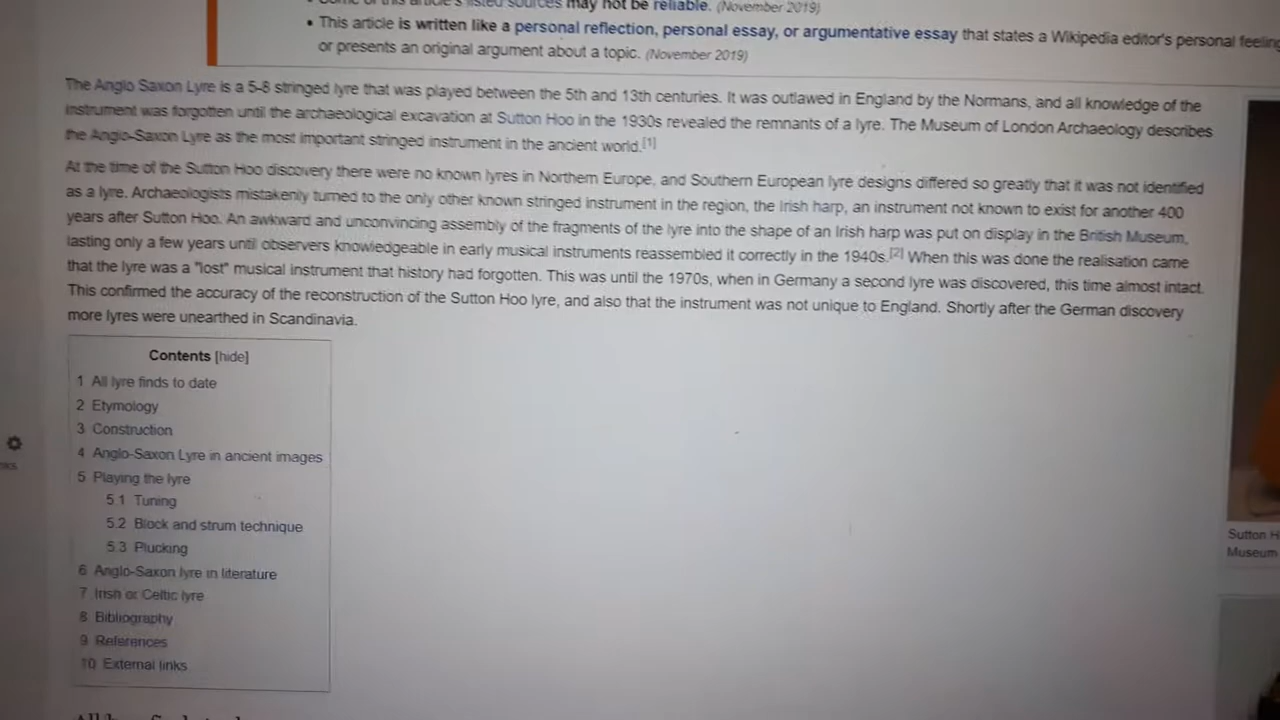 Some of this article's listed sources may not be reliable. (November 2019)
• This article is written like a personal reflection, personal essay, or argumentative essay that states a Wikipedia editor's personal feeling
or presents an original argument about a topic. (November 2019)
The Anglo Saxon Lyre is a 5-8 stringed lyre that was played between the 5th and 13th centuries. It was outlawed in England by the Normans, and all knowledge of the
instrument was forgotten until the archaeological excavation at Sutton Hoo in the 1930s revealed the remnants of a lyre. The Museum of London Archaeology describes
the Anglo-Saxon Lyre as the most important stringed instrument in the ancient world.[1]
At the time of the Sutton Hoo discovery there were no known lyres in Northern Europe, and Southern European lyre designs differed so greatly that it was not identified
as a lyre. Archaeologists mistakenly turned to the only other known stringed instrument in the region, the Irish harp, an instrument not known to exist for another 400
years after Sutton Hoo. An awkward and unconvincing assembly of the fragments of the lyre into the shape of an Irish harp was put on display in the British Museum,
lasting only a few years until observers knowledgeable in early musical instruments reassembled it correctly in the 1940s.[2] When this was done the realisation came
that the lyre was a "lost" musical instrument that history had forgotten. This was until the 1970s, when in Germany a second lyre was discovered, this time almost intact.
This confirmed the accuracy of the reconstruction of the Sutton Hoo lyre, and also that the instrument was not unique to England. Shortly after the German discovery
more lyres were unearthed in Scandinavia.
Contents [hide]
1 All lyre finds to date
2 Etymology
3 Construction
4 Anglo-Saxon Lyre in ancient images
5 Playing the lyre
5.1 Tuning
5.2 Block and strum technique
5.3 Plucking
6 Anglo-Saxon lyre in literature
7 Irish or Celtic lyre
8 Bibliography
9 References
10 External links
Sutton H
Museum